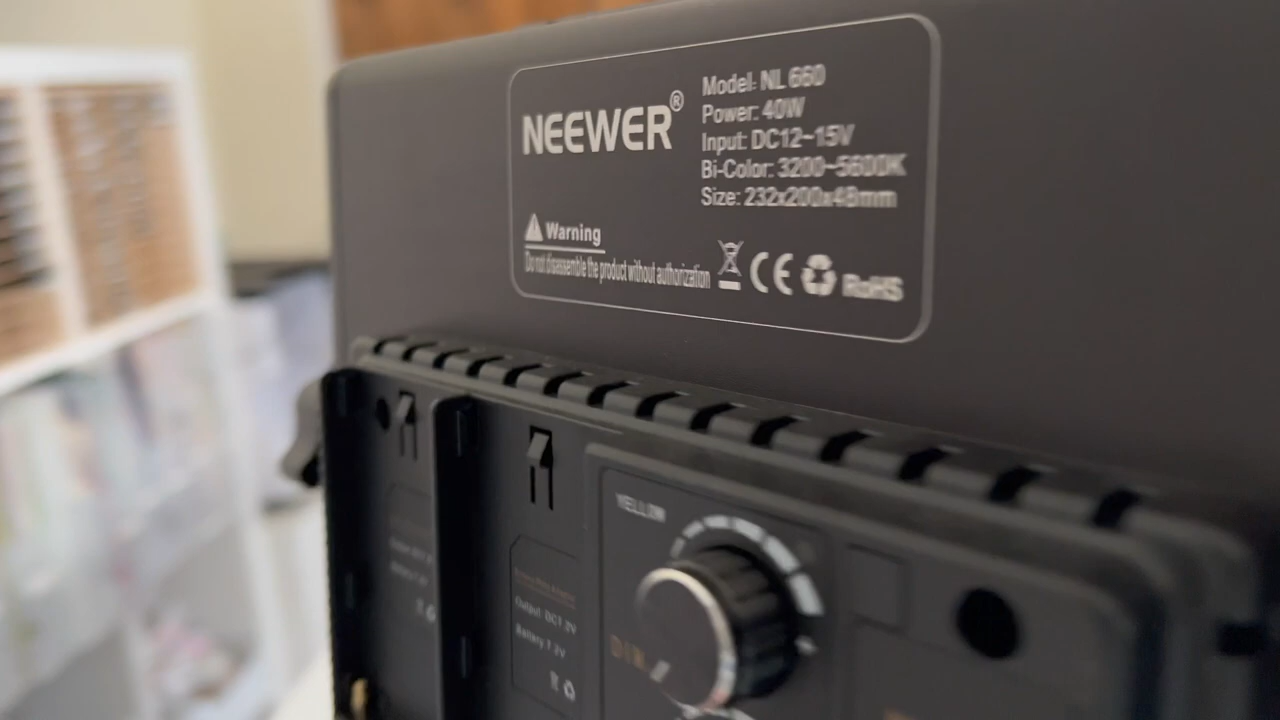 NEEWER®
Model: NL 660
Power: 40W
Input: DC12~15V
Bi-Color: 3200~5600K
Size: 232x200x48mm
Warning
Do not disassemble the product without authorization
CE
RoHS
YELLOW
DIM
Output: DC7.2V
Battery 7.2V